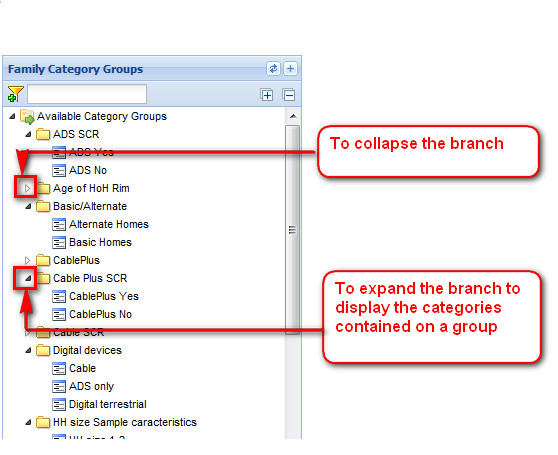 Family Category Groups
Available Category Groups
ADS SCR
ADS Yes
ADS No
Age of HoH Rim
Basic/Alternate
Alternate Homes
Basic Homes
CablePlus
Cable Plus SCR
CablePlus Yes
CablePlus No
Cable SCR
Digital devices
Cable
ADS only
Digital terrestrial
HH size Sample caracteristics
To collapse the branch
To expand the branch to
display the categories
contained on a group